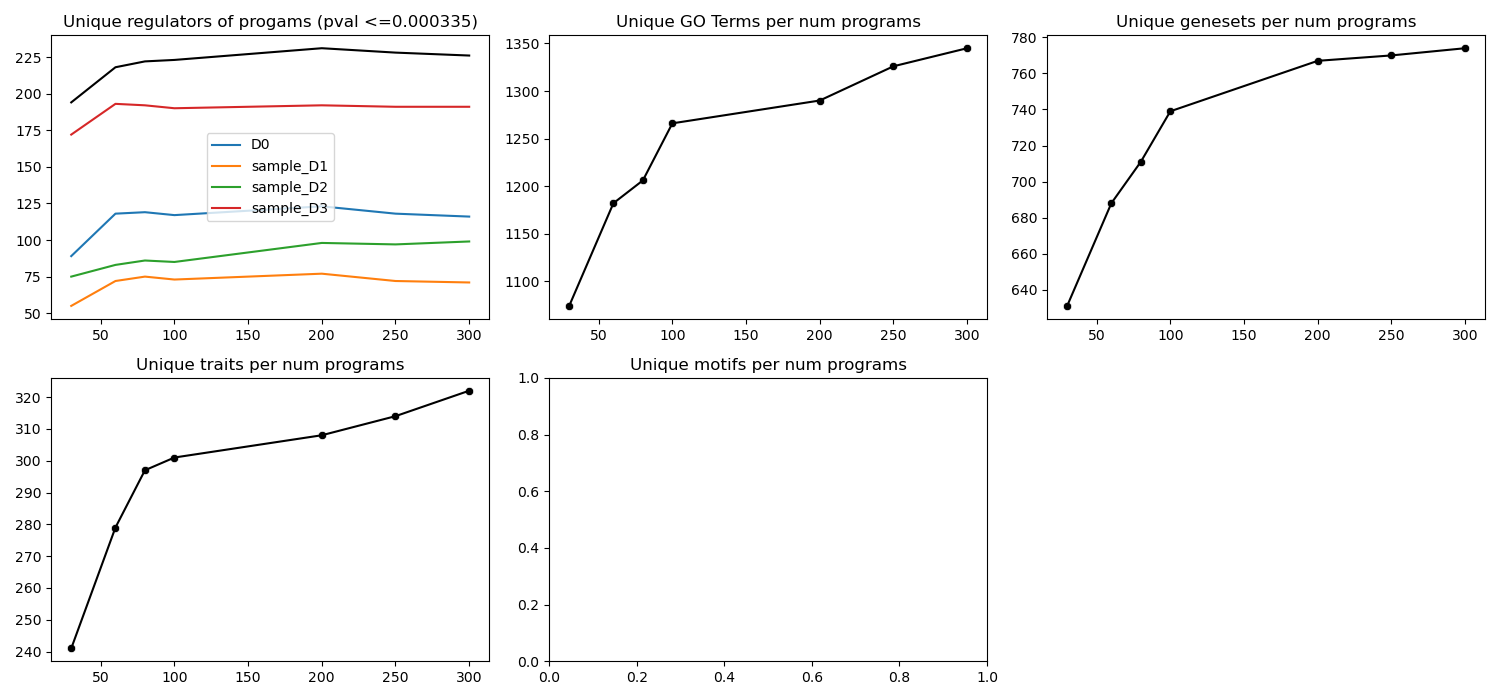 Unique regulators of progams (pval <=0.000335)
225
200
175
150
125
100
75
50
D0
sample_D1
sample_D2
sample_D3
50 100 150 200 250 300
Unique GO Terms per num programs
1350
1300
1250
1200
1150
1100
50 100 150 200 250 300
Unique genesets per num programs
780
760
740
720
700
680
660
640
50 100 150 200 250 300
Unique traits per num programs
320
310
300
290
280
270
260
250
240
50 100 150 200 250 300
Unique motifs per num programs
1.0
0.8
0.6
0.4
0.2
0.0
0.0 0.2 0.4 0.6 0.8 1.0